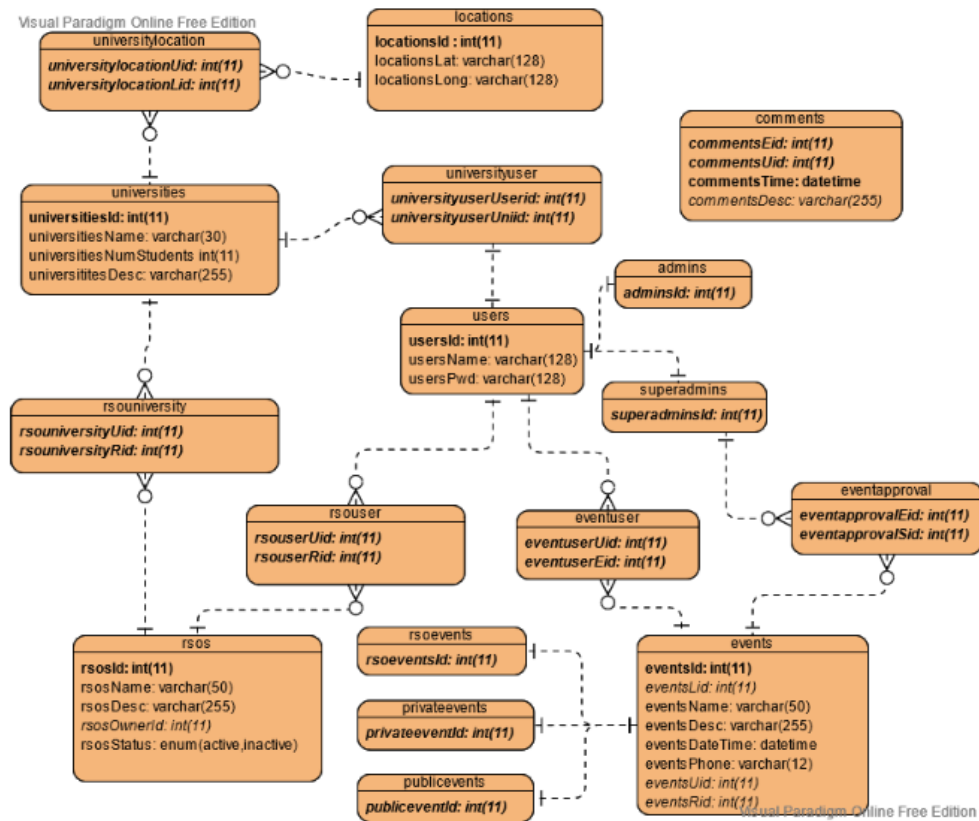 Visual Paradigm Online Free Edition
locations
locationsId : int(11)
locationsLat: varchar(128)
locationsLong: varchar(128)
universitylocation
universitylocationUid: int(11)
universitylocationLid: int(11)
comments
commentsEid: int(11)
commentsUid: int(11)
commentsTime: datetime
commentsDesc: varchar(255)
universities
universitiesId: int(11)
universitiesName: varchar(30)
universitiesNumStudents int(11)
universititesDesc: varchar(255)
universityuser
universityuserUserid: int(11)
universityuserUniid: int(11)
admins
adminsId: int(11)
users
usersId: int(11)
usersName: varchar(128)
usersPwd: varchar(128)
superadmins
superadminsId: int(11)
rsouniversity
rsouniversityUid: int(11)
rsouniversityRid: int(11)
rsouser
rsouserUid: int(11)
rsouserRid: int(11)
eventuser
eventuserUid: int(11)
eventuserEid: int(11)
eventapproval
eventapprovalEid: int(11)
eventapprovalSid: int(11)
rsos
rsosId: int(11)
rsosName: varchar(50)
rsosDesc: varchar(255)
rsosOwnerId: int(11)
rsosStatus: enum(active,inactive)
rsoevents
rsoeventsId: int(11)
privateevents
privateeventId: int(11)
publicevents
publiceventId: int(11)
events
eventsId: int(11)
eventsLid: int(11)
eventsName: varchar(50)
eventsDesc: varchar(255)
eventsDateTime: datetime
eventsPhone: varchar(12)
eventsUid: int(11)
eventsRid: int(11)
Visual Paradigm Online Free Edition